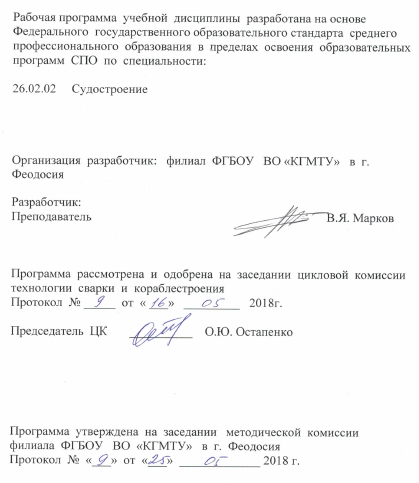 Рабочая программа учебной дисциплины разработана на основе
Федерального государственного образовательного стандарта среднего
профессионального образования в пределах освоения образовательных
программ СПО по специальности:
26.02.02 Судостроение
Организация разработчик: филиал ФГБОУ ВО «КГМТУ» в г.
Феодосия
Разработчик:
Преподаватель В.Я. Марков
Программа рассмотрена и одобрена на заседании цикловой комиссии
технологии сварки и кораблестроения
Протокол № 9 от «16» 05 2018г.
Председатель ЦК О.Ю. Остапенко
Программа утверждена на заседании методической комиссии
филиала ФГБОУ ВО «КГМТУ» в г. Феодосия
Протокол № «9» от «25» 05 2018 г.